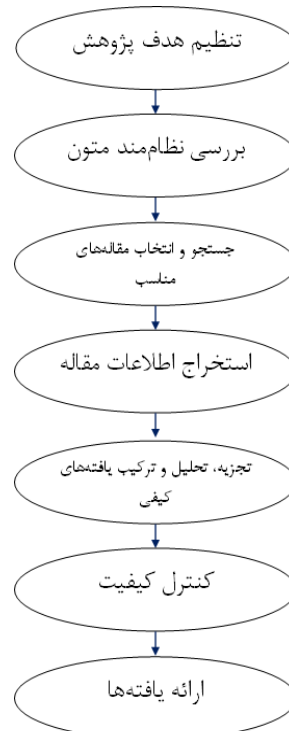 تنظیم هدف پژوهش
بررسی نظام‌مند متون
جستجو و انتخاب مقاله‌های
مناسب
استخراج اطلاعات مقاله
تجزیه، تحلیل و ترکیب یافته‌های
کیفی
کنترل کیفیت
ارائه یافته‌ها